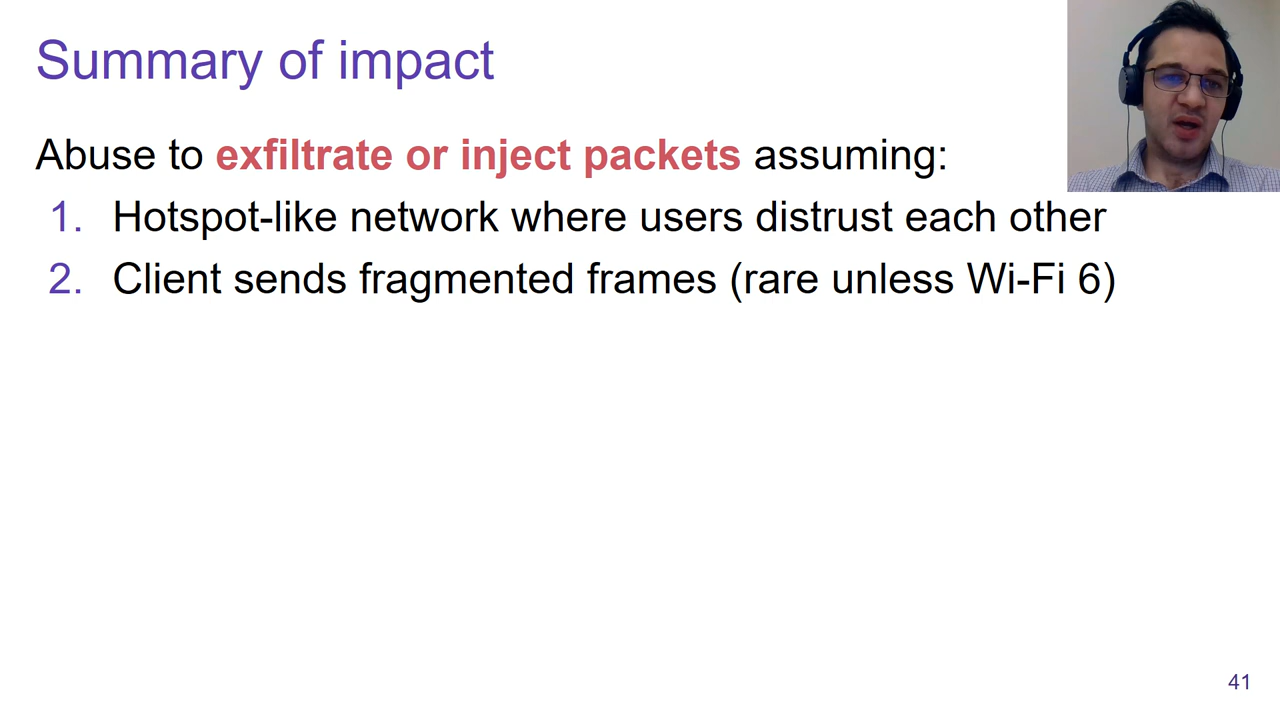 Summary of impact
Abuse to exfiltrate or inject packets assuming:
1. Hotspot-like network where users distrust each other
2. Client sends fragmented frames (rare unless Wi-Fi 6)
41